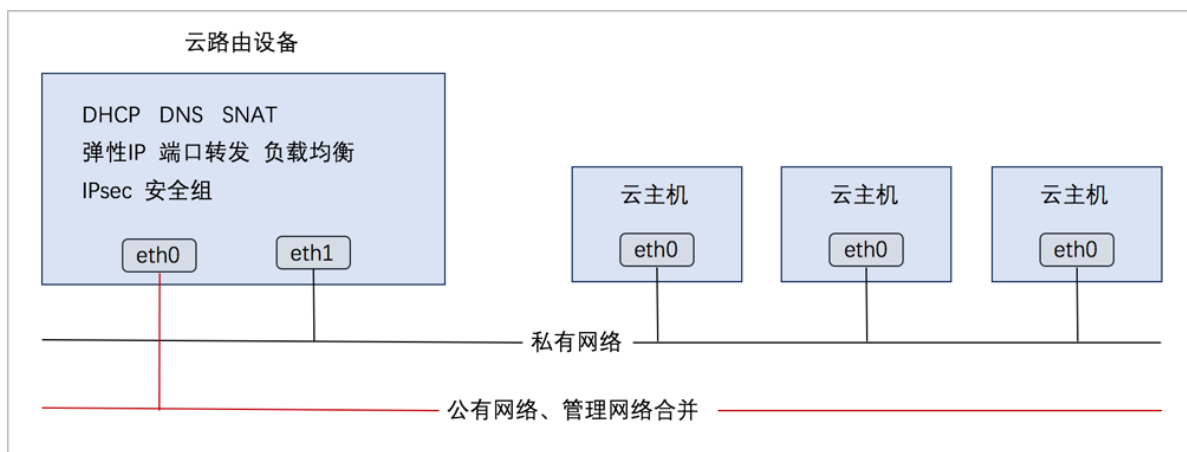 云路由设备
DHCP DNS SNAT
弹性IP 端口转发 负载均衡
IPsec 安全组
eth0
eth1
云主机
eth0
云主机
eth0
云主机
eth0
私有网络
公有网络、管理网络合并